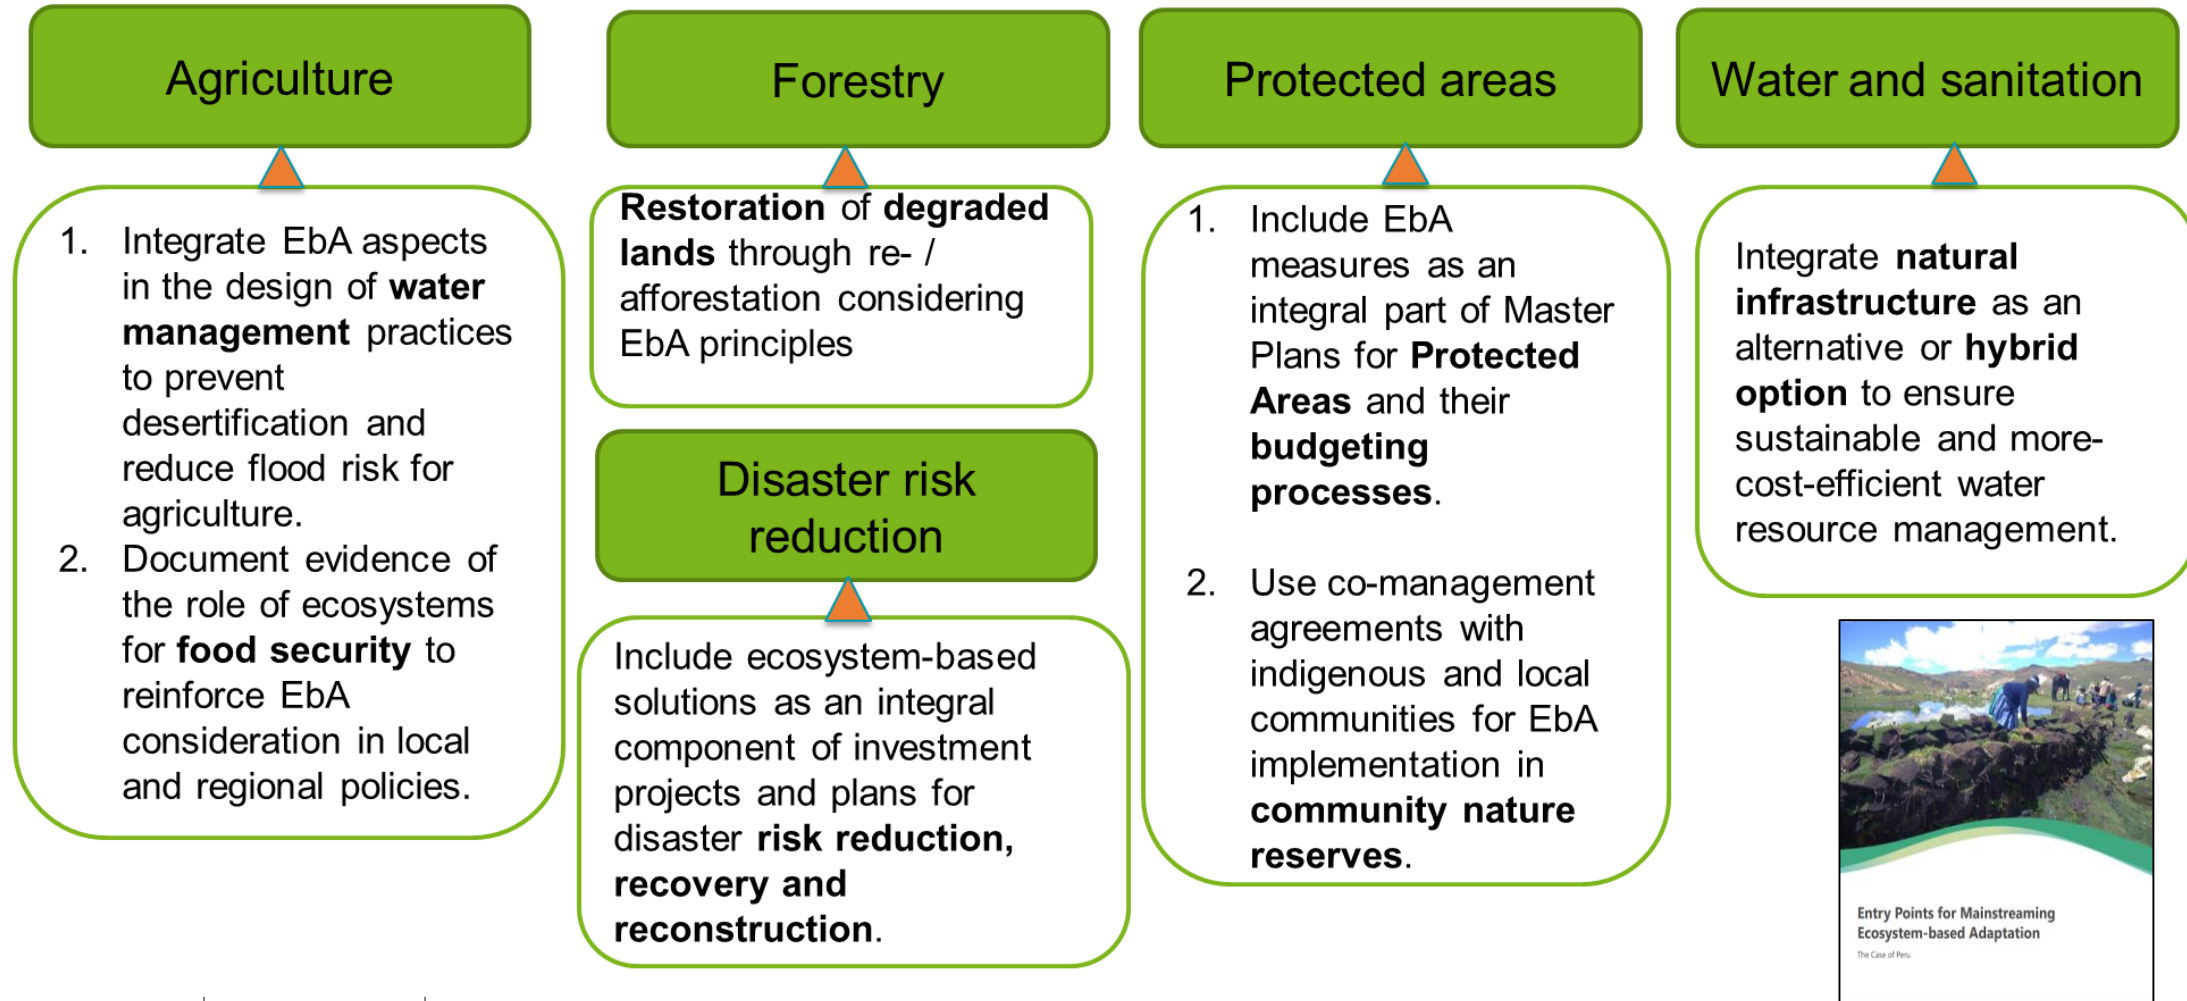 Agriculture
1. Integrate EbA aspects
in the design of water
management practices
to prevent
desertification and
reduce flood risk for
agriculture.
2. Document evidence of
the role of ecosystems
for food security to
reinforce EbA
consideration in local
and regional policies.
Forestry
Restoration of degraded
lands through re- /
afforestation considering
EbA principles
Disaster risk
reduction
Include ecosystem-based
solutions as an integral
component of investment
projects and plans for
disaster risk reduction,
recovery and
reconstruction.
Protected areas
1. Include EbA
measures as an
integral part of Master
Plans for Protected
Areas and their
budgeting
processes.
2. Use co-management
agreements with
indigenous and local
communities for EbA
implementation in
community nature
reserves.
Water and sanitation
Integrate natural
infrastructure as an
alternative or hybrid
option to ensure
sustainable and more-
cost-efficient water
resource management.
Entry Points for Mainstreaming
Ecosystem-based Adaptation
The Case of Peru